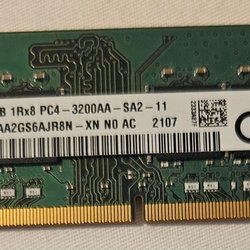 B 1Rx8 PC4-3200AA-SA2-11
AA2GS6AJR8N-XN N0 AC 2107